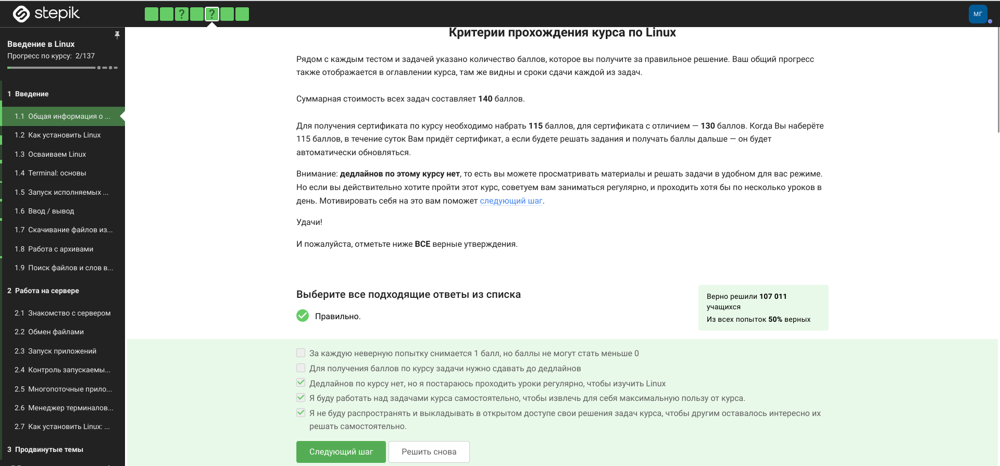 stepik
?
?
МГ
Введение в Linux
Прогресс по курсу: 2/137
1 Введение
1.1 Общая информация о ...
1.2 Как установить Linux
1.3 Осваиваем Linux
1.4 Terminal: основы
1.5 Запуск исполняемых ...
1.6 Ввод / вывод
1.7 Скачивание файлов из...
1.8 Работа с архивами
1.9 Поиск файлов и слов в...
2 Работа на сервере
2.1 Знакомство с сервером
2.2 Обмен файлами
2.3 Запуск приложений
2.4 Контроль запускаемы...
2.5 Многопоточные прило...
2.6 Менеджер терминалов...
2.7 Как установить Linux: ...
3 Продвинутые темы
Критерии прохождения курса по Linux
Рядом с каждым тестом и задачей указано количество баллов, которое вы получите за правильное решение. Ваш общий прогресс
также отображается в оглавлении курса, там же видны и сроки сдачи каждой из задач.
Суммарная стоимость всех задач составляет 140 баллов.
Для получения сертификата по курсу необходимо набрать 115 баллов, для сертификата с отличием — 130 баллов. Когда Вы наберёте
115 баллов, в течение суток Вам придёт сертификат, а если будете решать задания и получать баллы дальше — он будет
автоматически обновляться.
Внимание: дедлайнов по этому курсу нет, то есть вы можете просматривать материалы и решать задачи в удобном для вас режиме.
Но если вы действительно хотите пройти этот курс, советуем вам заниматься регулярно, и проходить хотя бы по несколько уроков в
день. Мотивировать себя на это вам поможет следующий шаг.
Удачи!
И пожалуйста, отметьте ниже ВСЕ верные утверждения.
Выберите все подходящие ответы из списка
Правильно.
Верно решили 107 011
учащихся
Из всех попыток 50% верных
За каждую неверную попытку снимается 1 балл, но баллы не могут стать меньше 0
Для получения баллов по курсу задачи нужно сдавать до дедлайнов
Дедлайнов по курсу нет, но я постараюсь проходить уроки регулярно, чтобы изучить Linux
Я буду работать над задачами курса самостоятельно, чтобы извлечь для себя максимальную пользу от курса.
Я не буду распространять и выкладывать в открытом доступе свои решения задач курса, чтобы другим оставалось интересно их
решать самостоятельно.
Следующий шаг
Решить снова